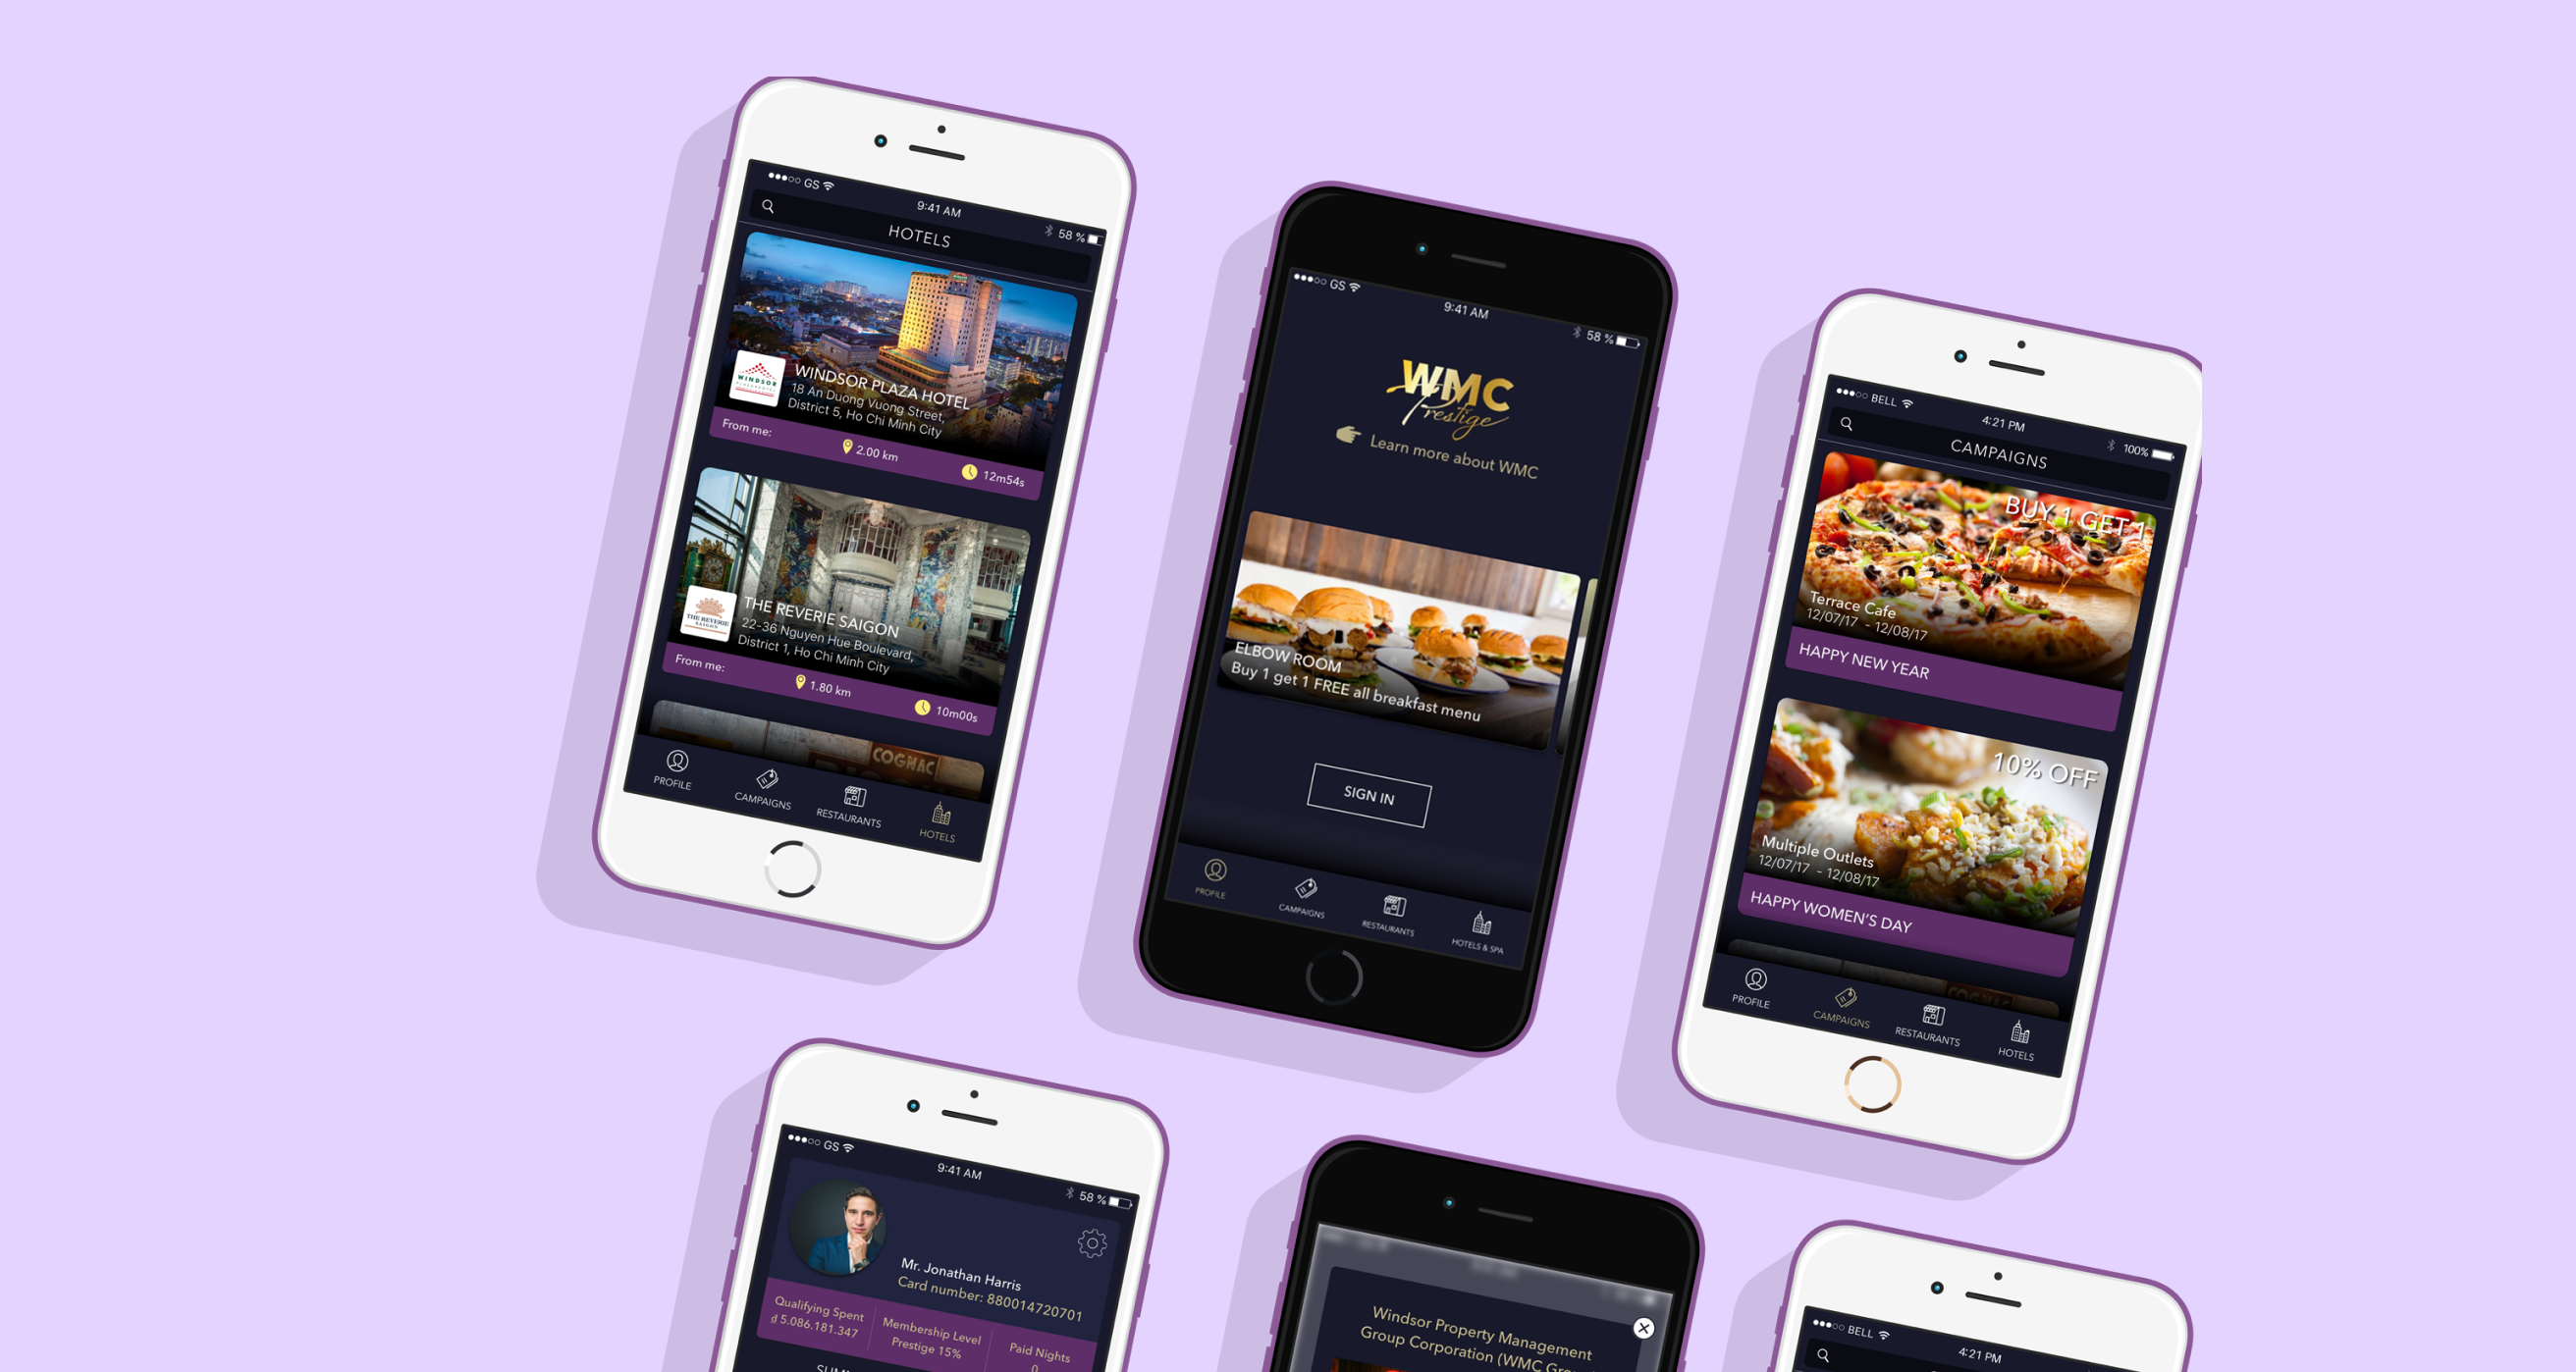 GS
9:41 AM
58 %
HOTELS
WINDSOR
WINDSOR PLAZA HOTEL
18 An Duong Vuong Street,
District 5, Ho Chi Minh City
From me:
2.00 km
12m54s
THE REVERIE
SAIGON
THE REVERIE SAIGON
22-36 Nguyen Hue Boulevard,
District 1, Ho Chi Minh City
From me:
1.80 km
10m00s
COGNAC
PROFILE
CAMPAIGNS
RESTAURANTS
HOTELS
GS
9:41 AM
58 %
WMC
Prestige
Learn more about WMC
ELBOW ROOM
Buy 1 get 1 FREE all breakfast menu
SIGN IN
PROFILE
CAMPAIGNS
RESTAURANTS
HOTELS & SPA
BELL
4:21 PM
100%
CAMPAIGNS
BUY 1 GET 1
Terrace Cafe
12/07/17 - 12/08/17
HAPPY NEW YEAR
10% OFF
Multiple Outlets
12/07/17 - 12/08/17
HAPPY WOMEN'S DAY
COGNAC
PROFILE
CAMPAIGNS
RESTAURANTS
HOTELS
GS
9:41 AM
58 %
Mr. Jonathan Harris
Card number: 880014720701
Qualifying Spent
₫ 5.086.181.347
Membership Level
Prestige 15%
Paid Nights
0
Windsor Property Management
Group Corporation (WMC
BELL
4:21 PM